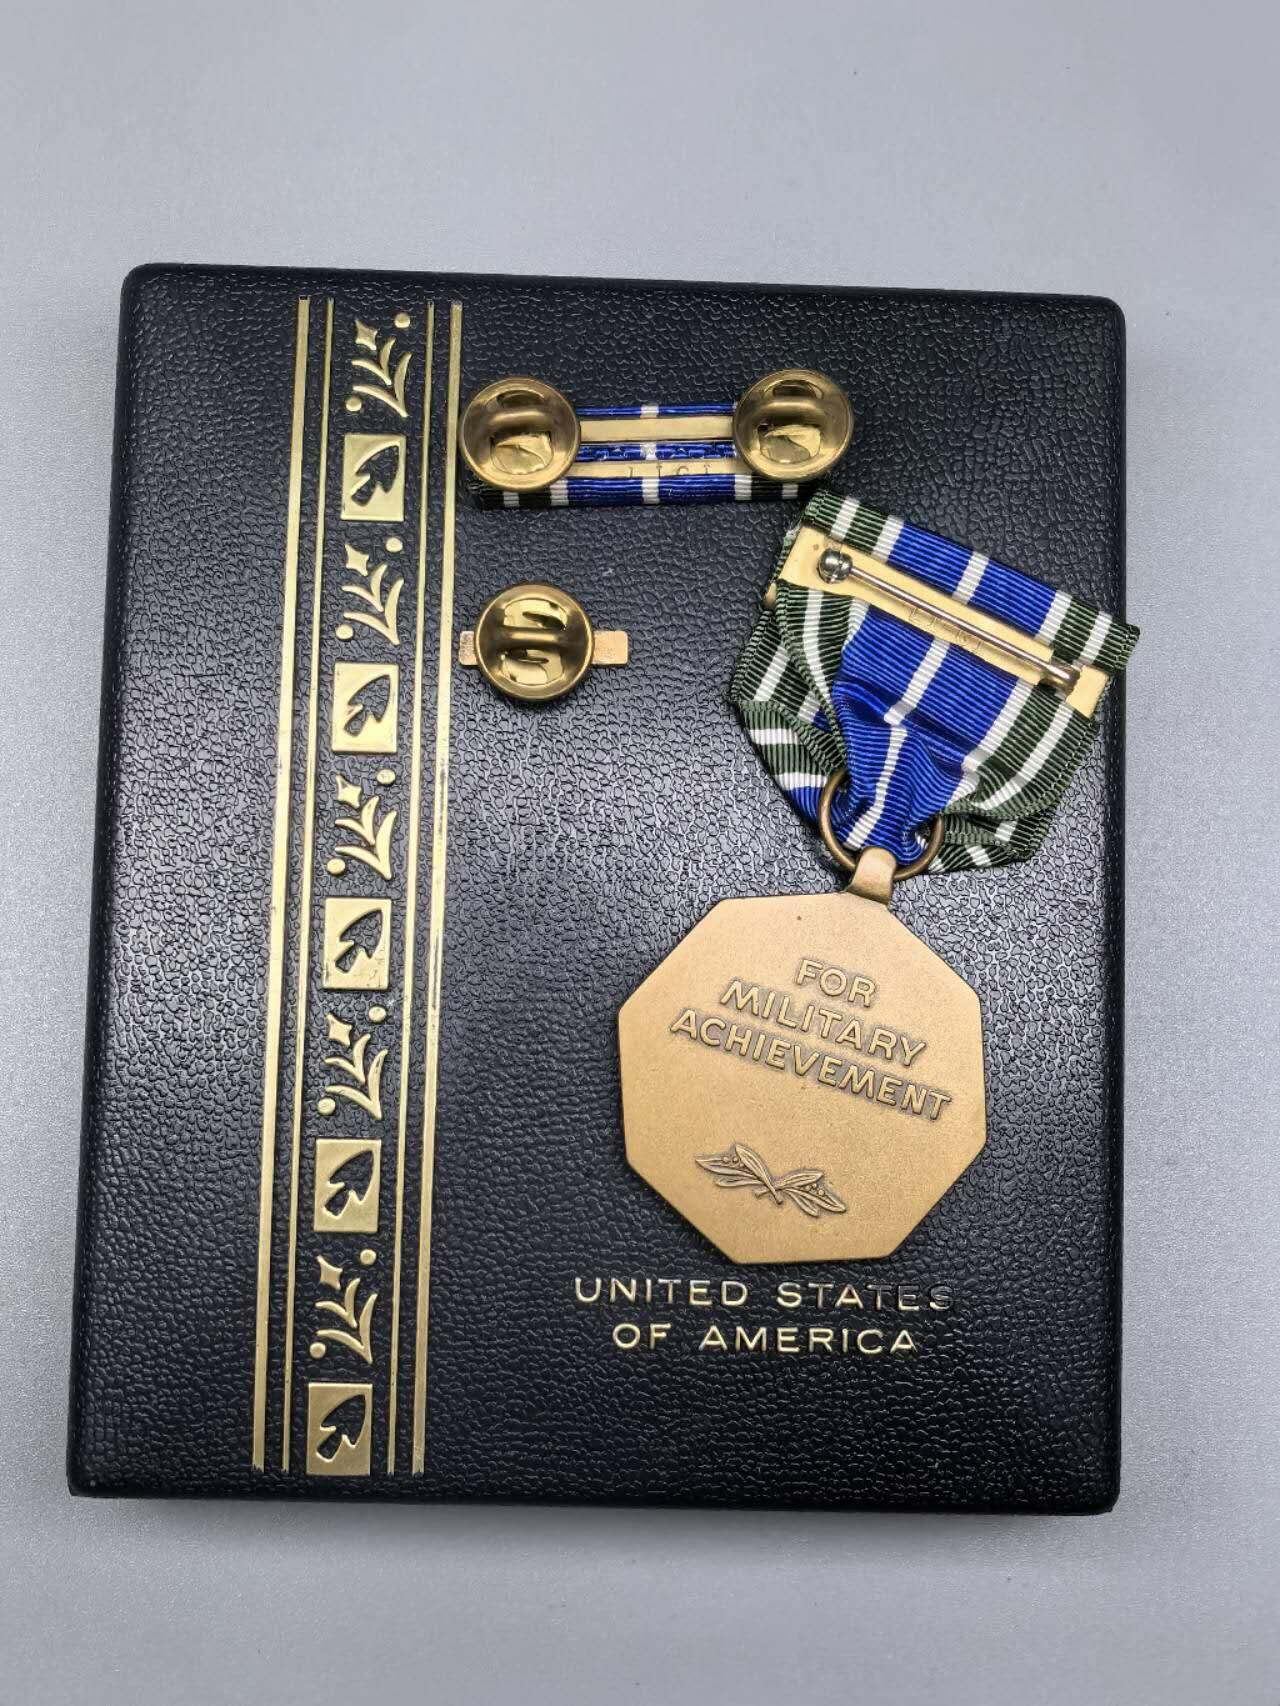 FOR
MILITARY
ACHIEVEMENT
UNITED STATES
OF AMERICA